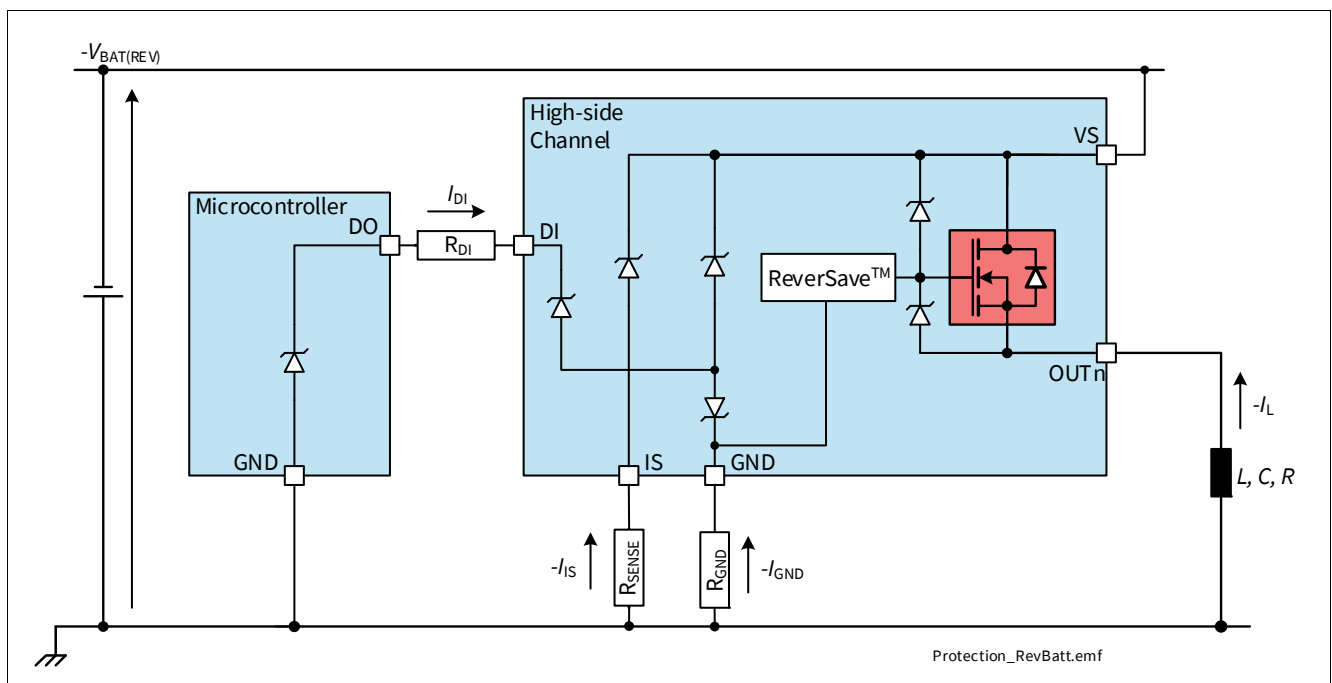 -VBAT(REV)
High-side
Channel
VS
Microcontroller
DO
IDI
RDI
DI
ReverSave™
OUTn
-IL
GND
IS
GND
L, C, R
-IIS
RSENSE
RGND
-IGND
Protection_RevBatt.emf